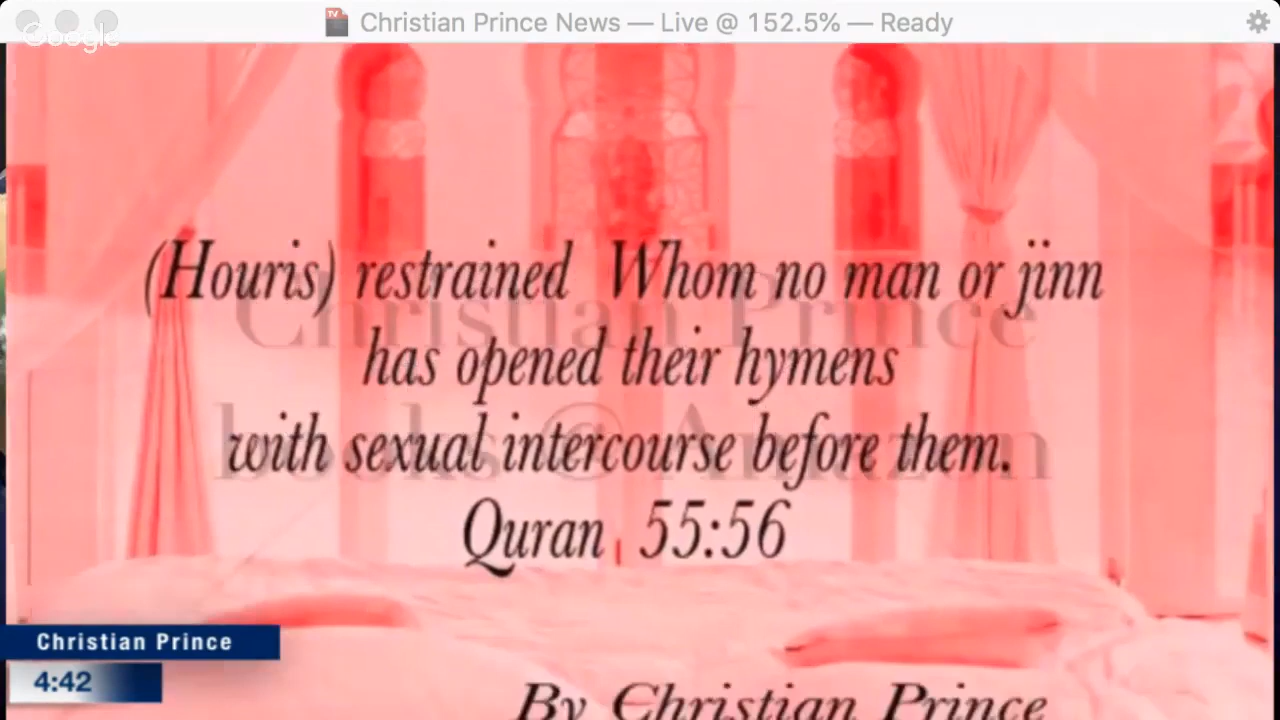 Christian Prince News — Live @ 152.5% — Ready
Google
(Houris) restrained Whom no man or jinn
Christian Prince
has opened their hymens
books @ Amazon
with sexual intercourse before them.
Quran 55:56
Christian Prince
4:42
By Christian Prince